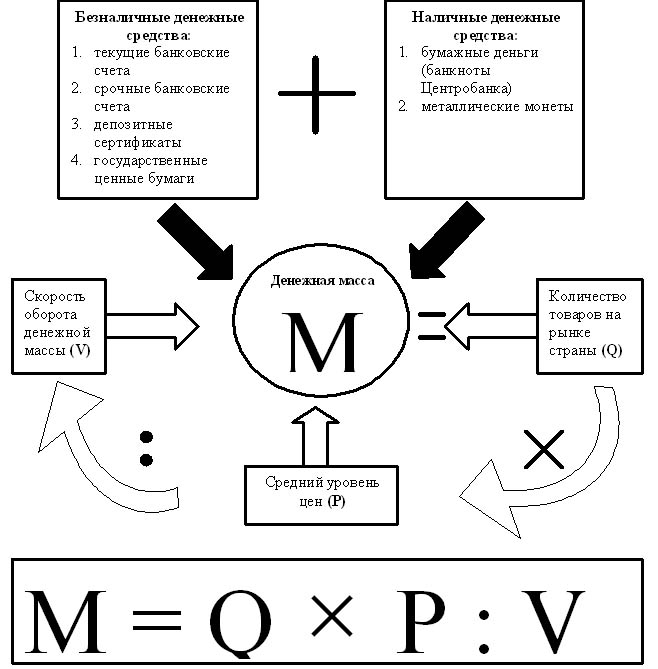 Безналичные денежные
средства:
1. текущие банковские
счета
2. срочные банковские
счета
3. депозитные
сертификаты
4. государственные
ценные бумаги
+
Наличные денежные
средства:
1. бумажные деньги
(банкноты
Центробанка)
2. металлические монеты
Скорость
оборота
денежной
массы (V)
Денежная масса
M
=
Количество
товаров на
рынке
страны (Q)
:
×
Средний уровень
цен (P)
M = Q × P : V